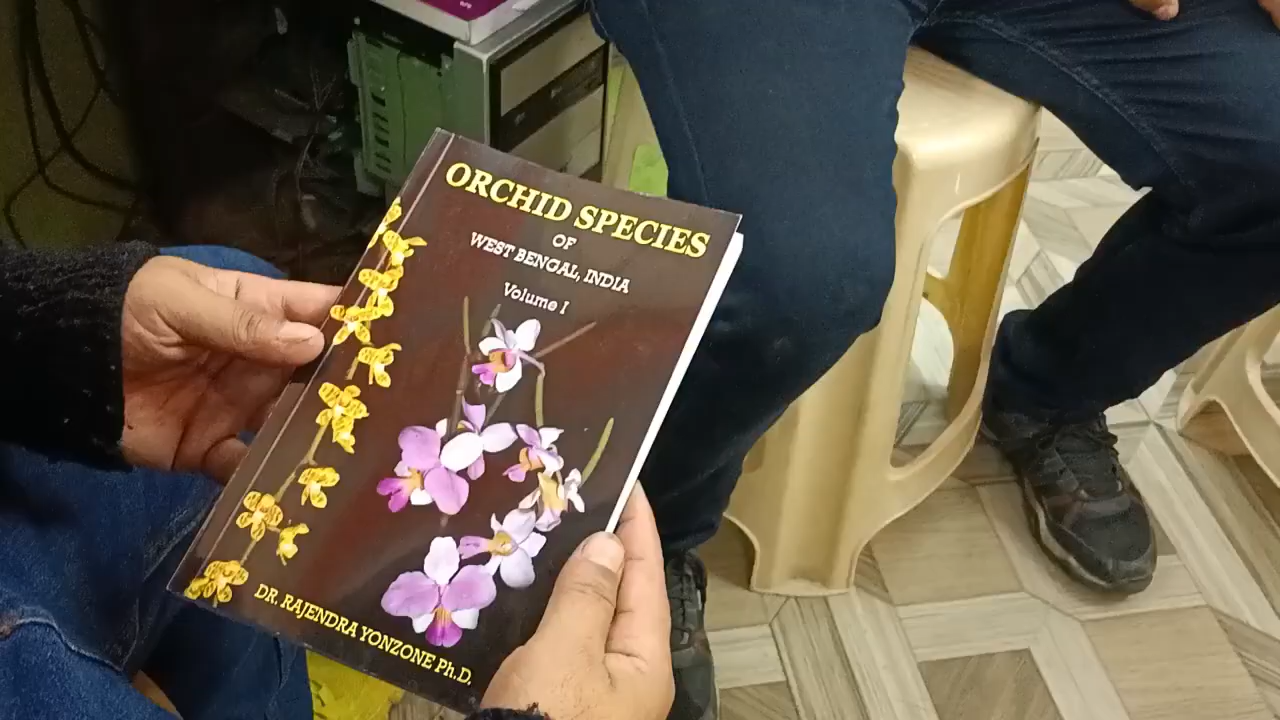 ORCHID SPECIES
OF
WEST BENGAL, INDIA
Volume I
DR. RAJENDRA YONZONE Ph.D.